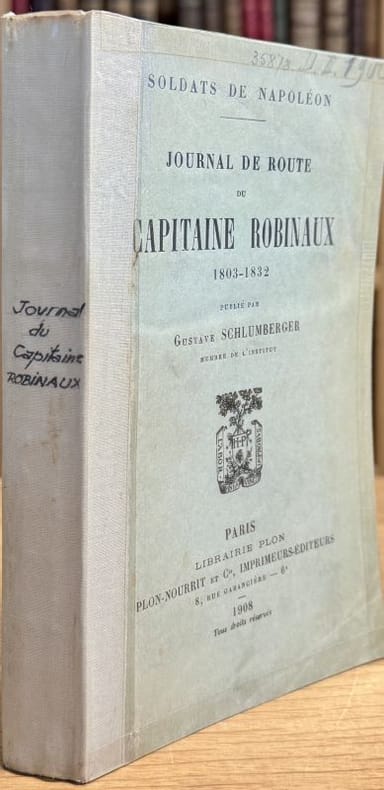 SOLDATS DE NAPOLÉON
JOURNAL DE ROUTE
DU
CAPITAINE ROBINAUX
1803-1832
PUBLIÉ PAR
GUSTAVE SCHLUMBERGER
MEMBRE DE L'INSTITUT
LABOR
H·P
PARIS
LIBRAIRIE PLON
PLON-NOURRIT ET Cie, IMPRIMEURS-ÉDITEURS
8, RUE GARANCIÈRE — 6e
1908
Tous droits réservés
Journal
du
Capitaine
ROBINAUX